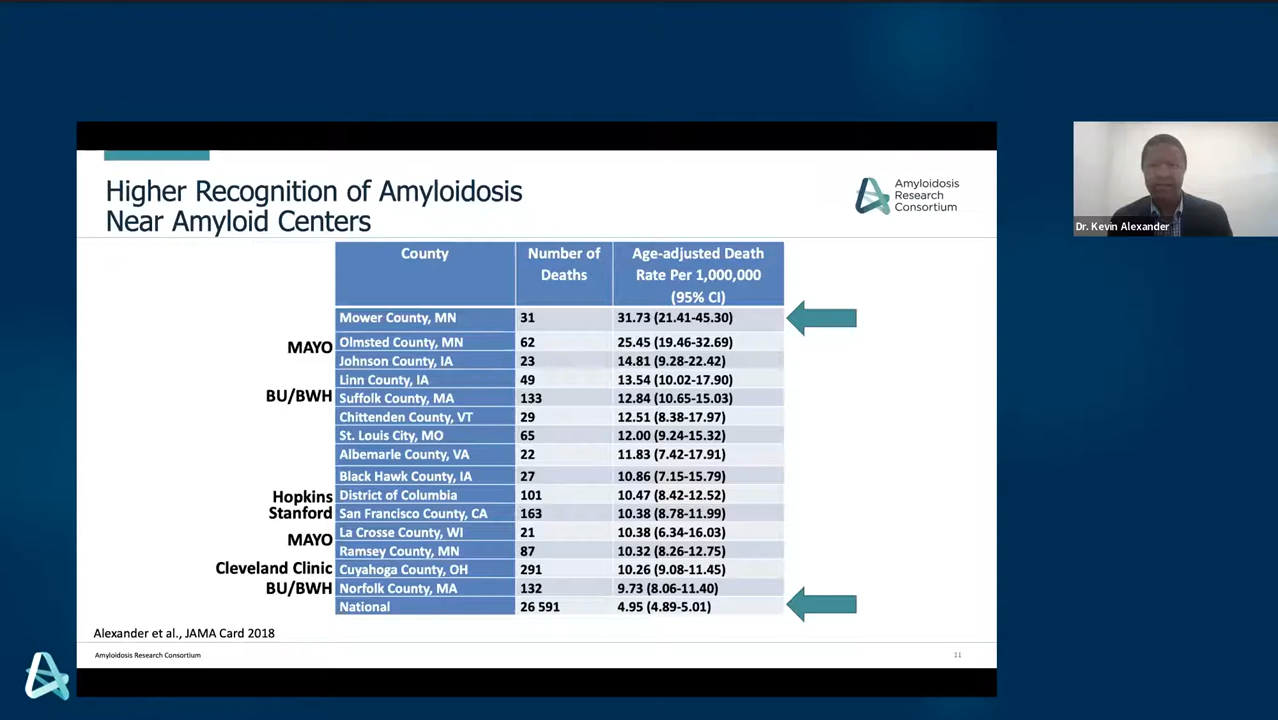 Higher Recognition of Amyloidosis
Near Amyloid Centers
Amyloidosis
Research
Consortium
Dr. Kevin Alexander
County Number of Deaths Age-adjusted Death Rate Per 1,000,000 (95% CI)
Mower County, MN 31 31.73 (21.41-45.30)
MAYO Olmsted County, MN 62 25.45 (19.46-32.69)
Johnson County, IA 23 14.81 (9.28-22.42)
Linn County, IA 49 13.54 (10.02-17.90)
BU/BWH Suffolk County, MA 133 12.84 (10.65-15.03)
Chittenden County, VT 29 12.51 (8.38-17.97)
St. Louis City, MO 65 12.00 (9.24-15.32)
Albemarle County, VA 22 11.83 (7.42-17.91)
Black Hawk County, IA 27 10.86 (7.15-15.79)
Hopkins District of Columbia 101 10.47 (8.42-12.52)
Stanford San Francisco County, CA 163 10.38 (8.78-11.99)
MAYO La Crosse County, WI 21 10.38 (6.34-16.03)
Ramsey County, MN 87 10.32 (8.26-12.75)
Cleveland Clinic Cuyahoga County, OH 291 10.26 (9.08-11.45)
BU/BWH Norfolk County, MA 132 9.73 (8.06-11.40)
National 26 591 4.95 (4.89-5.01)
Alexander et al., JAMA Card 2018
Amyloidosis Research Consortium 11